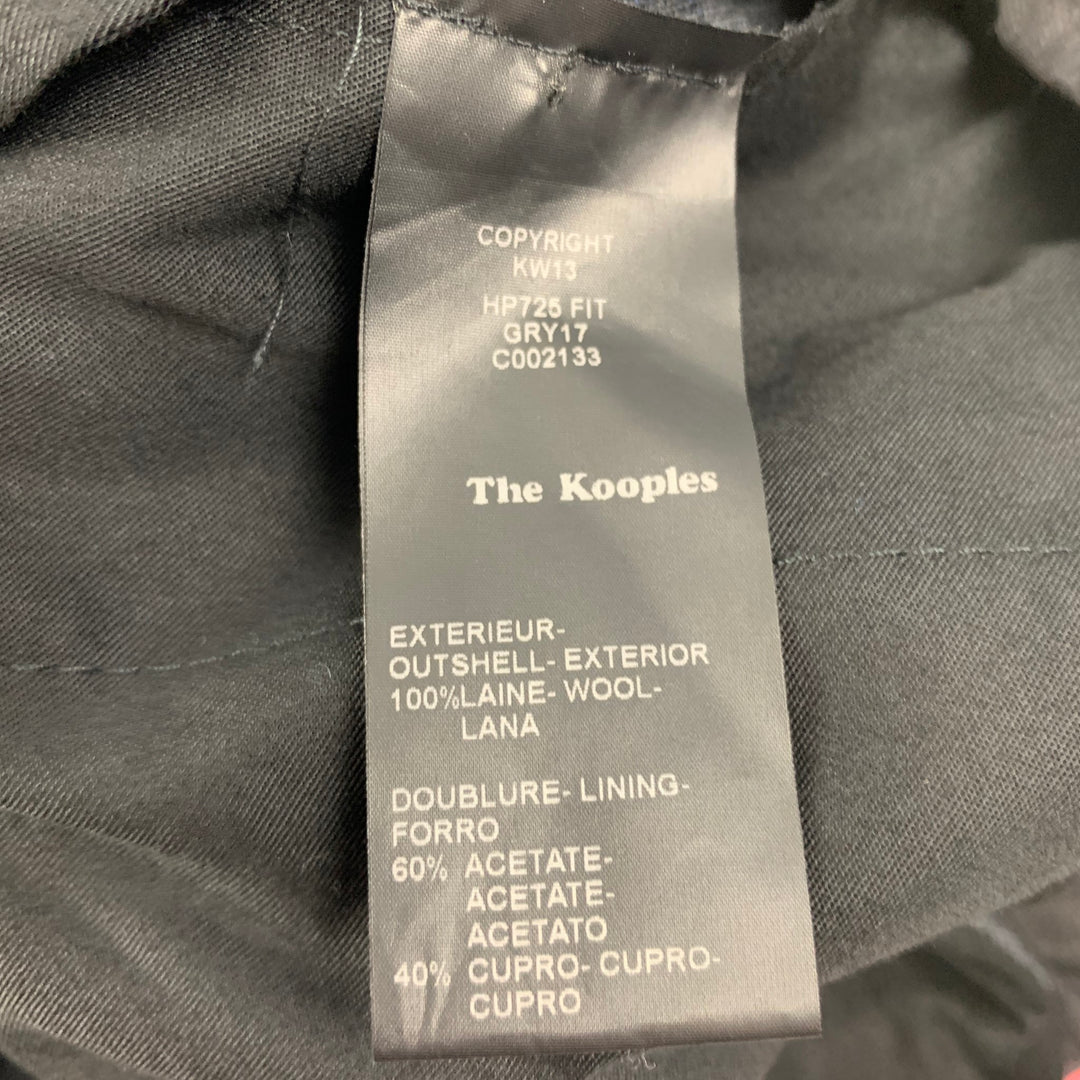 COPYRIGHT
KW13
HP725 FIT
GRY17
C002133
The Kooples
EXTERIEUR-
OUTSHELL- EXTERIOR
100%LAINE- WOOL-
LANA
DOUBLURE- LINING-
FORRO
60% ACETATE-
ACETATE-
ACETATO
40% CUPRO- CUPRO-
CUPRO